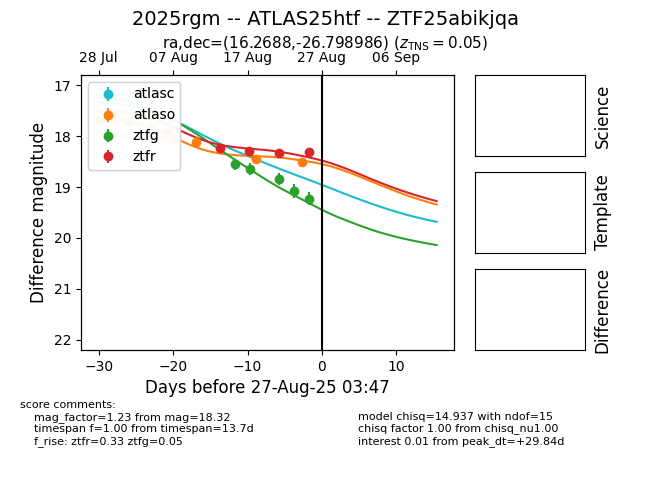 2025rgm -- ATLAS25htf -- ZTF25abikjqa
ra,dec=(16.2688,-26.798986) (z_TNS = 0.05)
28 Jul 07 Aug 17 Aug 27 Aug 06 Sep
atlasc
atlaso
ztfg
ztfr
17
18
19
20
21
22
Difference magnitude
−30 −20 −10 0 10
Days before 27-Aug-25 03:47
Science
Template
Difference
score comments:
mag_factor=1.23 from mag=18.32
timespan f=1.00 from timespan=13.7d
f_rise: ztfr=0.33 ztfg=0.05
model chisq=14.937 with ndof=15
chisq factor 1.00 from chisq_nu1.00
interest 0.01 from peak_dt=+29.84d